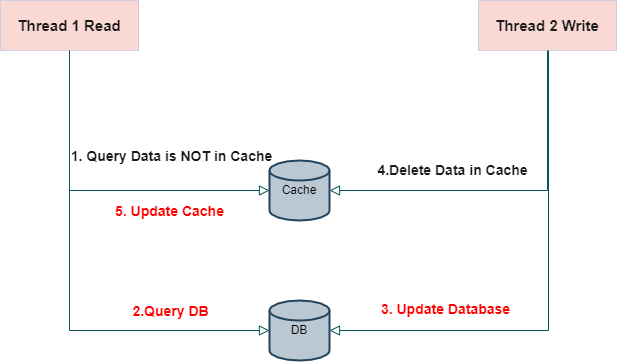 Thread 1 Read
Thread 2 Write
1. Query Data is NOT in Cache
4.Delete Data in Cache
Cache
5. Update Cache
2.Query DB
3. Update Database
DB